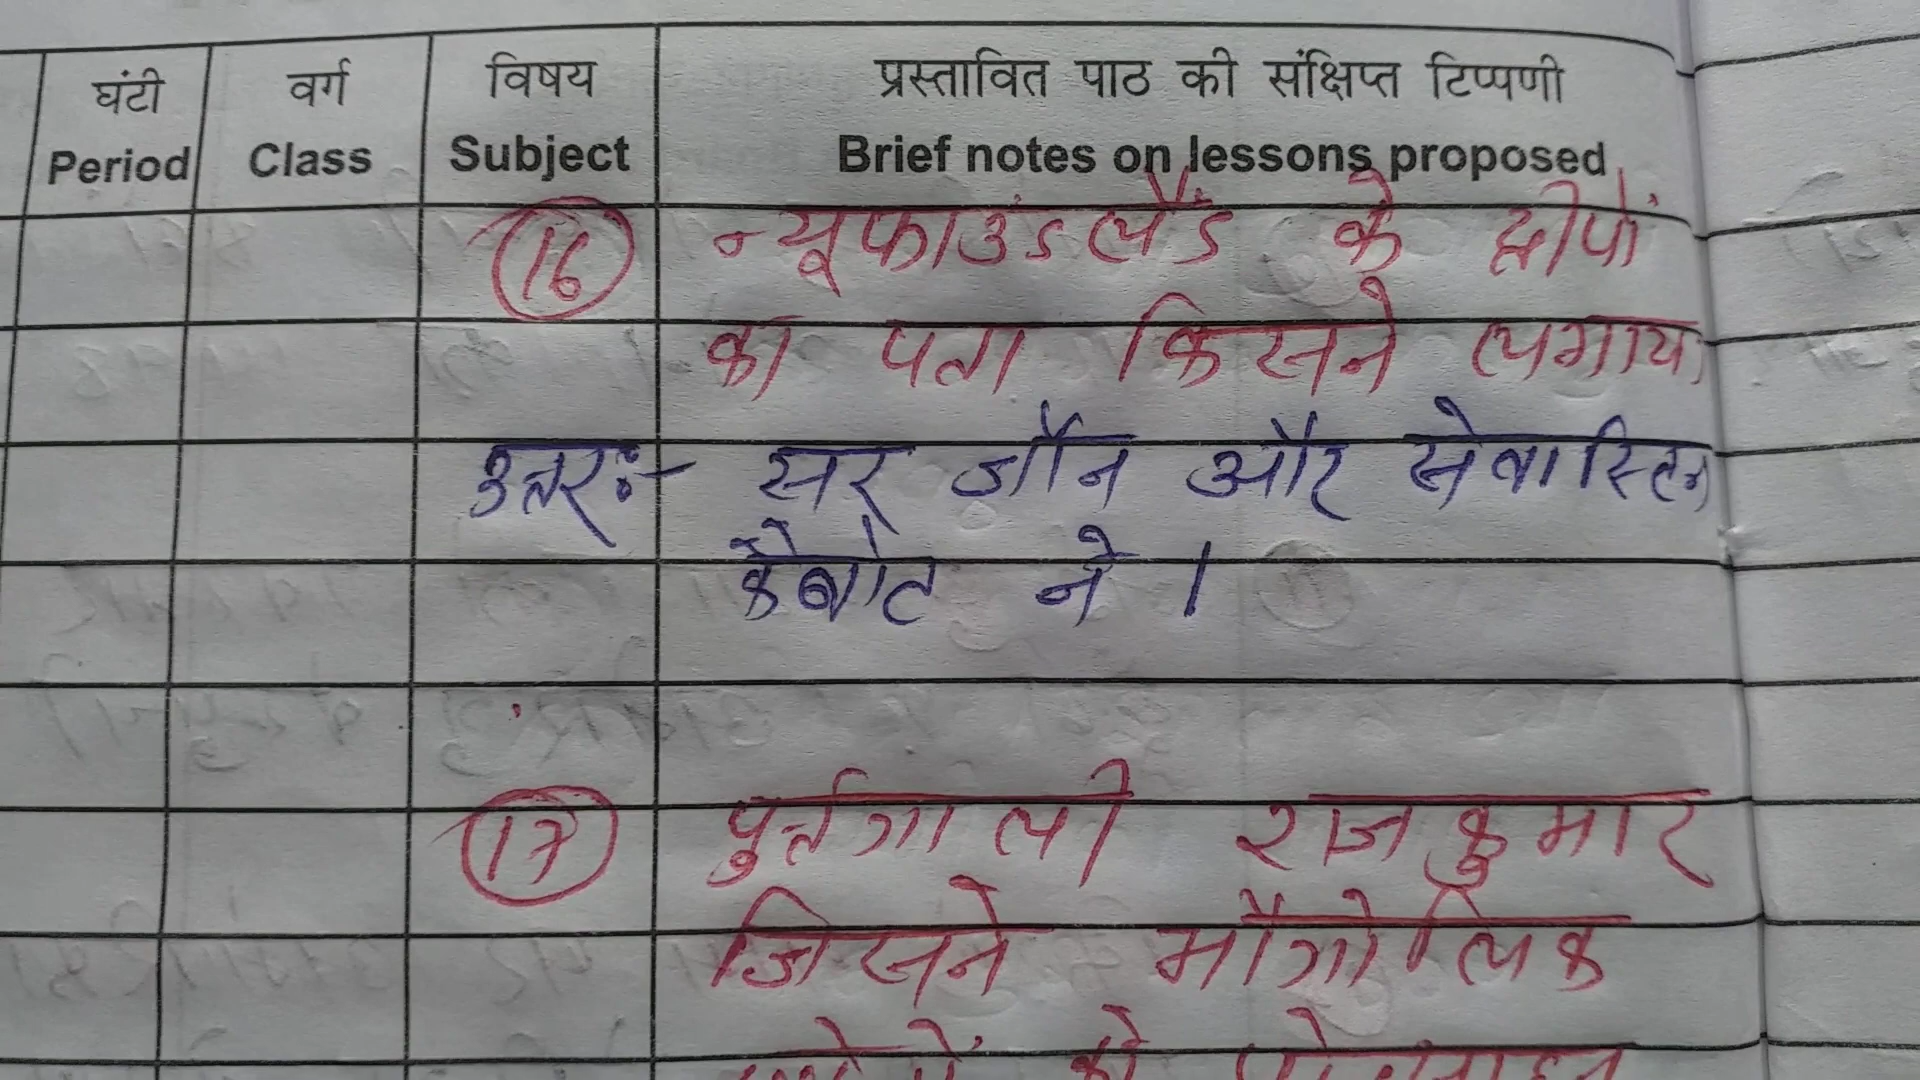 घंटी वर्ग विषय प्रस्तावित पाठ की संक्षिप्त टिप्पणी
Period Class Subject Brief notes on lessons proposed
16 न्यूफाउंडलैंड के द्वीपों
का पता किसने लगाया
उत्तर:- सर जॉन और सेबास्टिन
कैबोट ने ।
17 पुर्तगाली राजकुमार
जिसने भौगोलिक
को